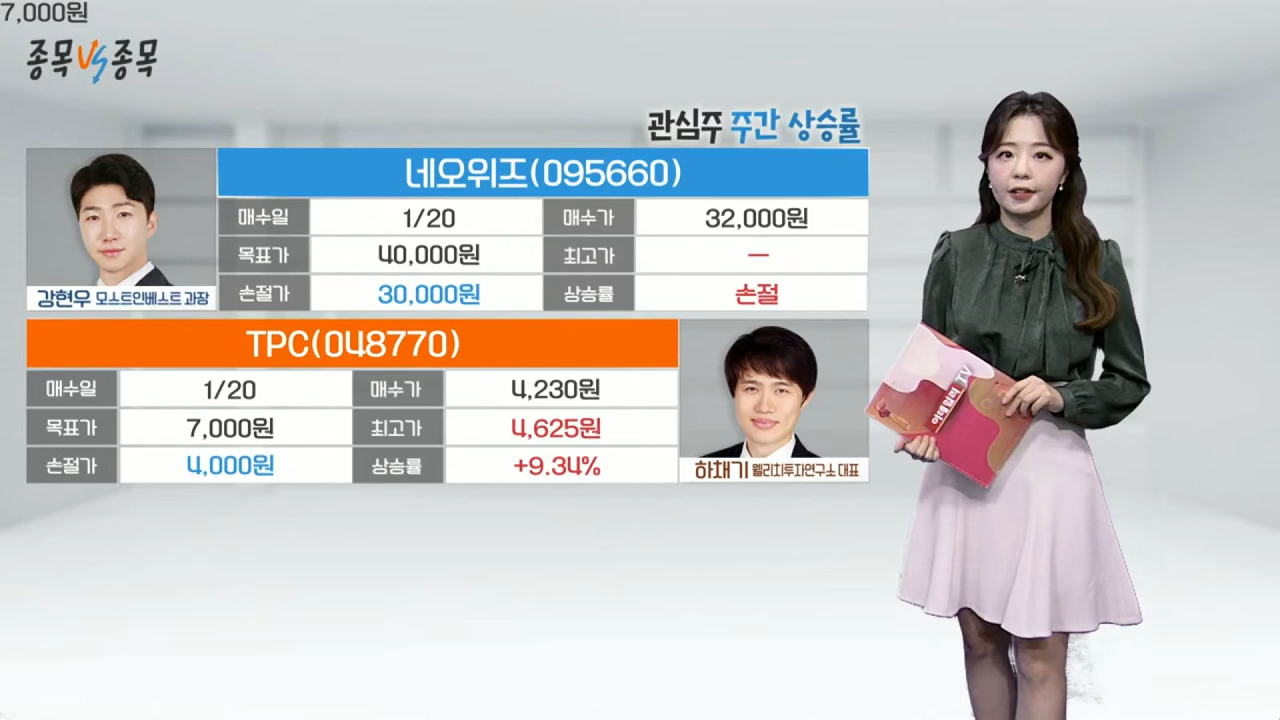 7,000원
종목 VS 종목
관심주 주간 상승률
네오위즈(095660)
매수일 1/20 매수가 32,000원
목표가 40,000원 최고가 —
손절가 30,000원 상승률 손절
강현우 모스트인베스트 과장
TPC(048770)
매수일 1/20 매수가 4,230원
목표가 7,000원 최고가 4,625원
손절가 4,000원 상승률 +9.34%
하채기 웰리치투자연구소 대표
이데일리 TV